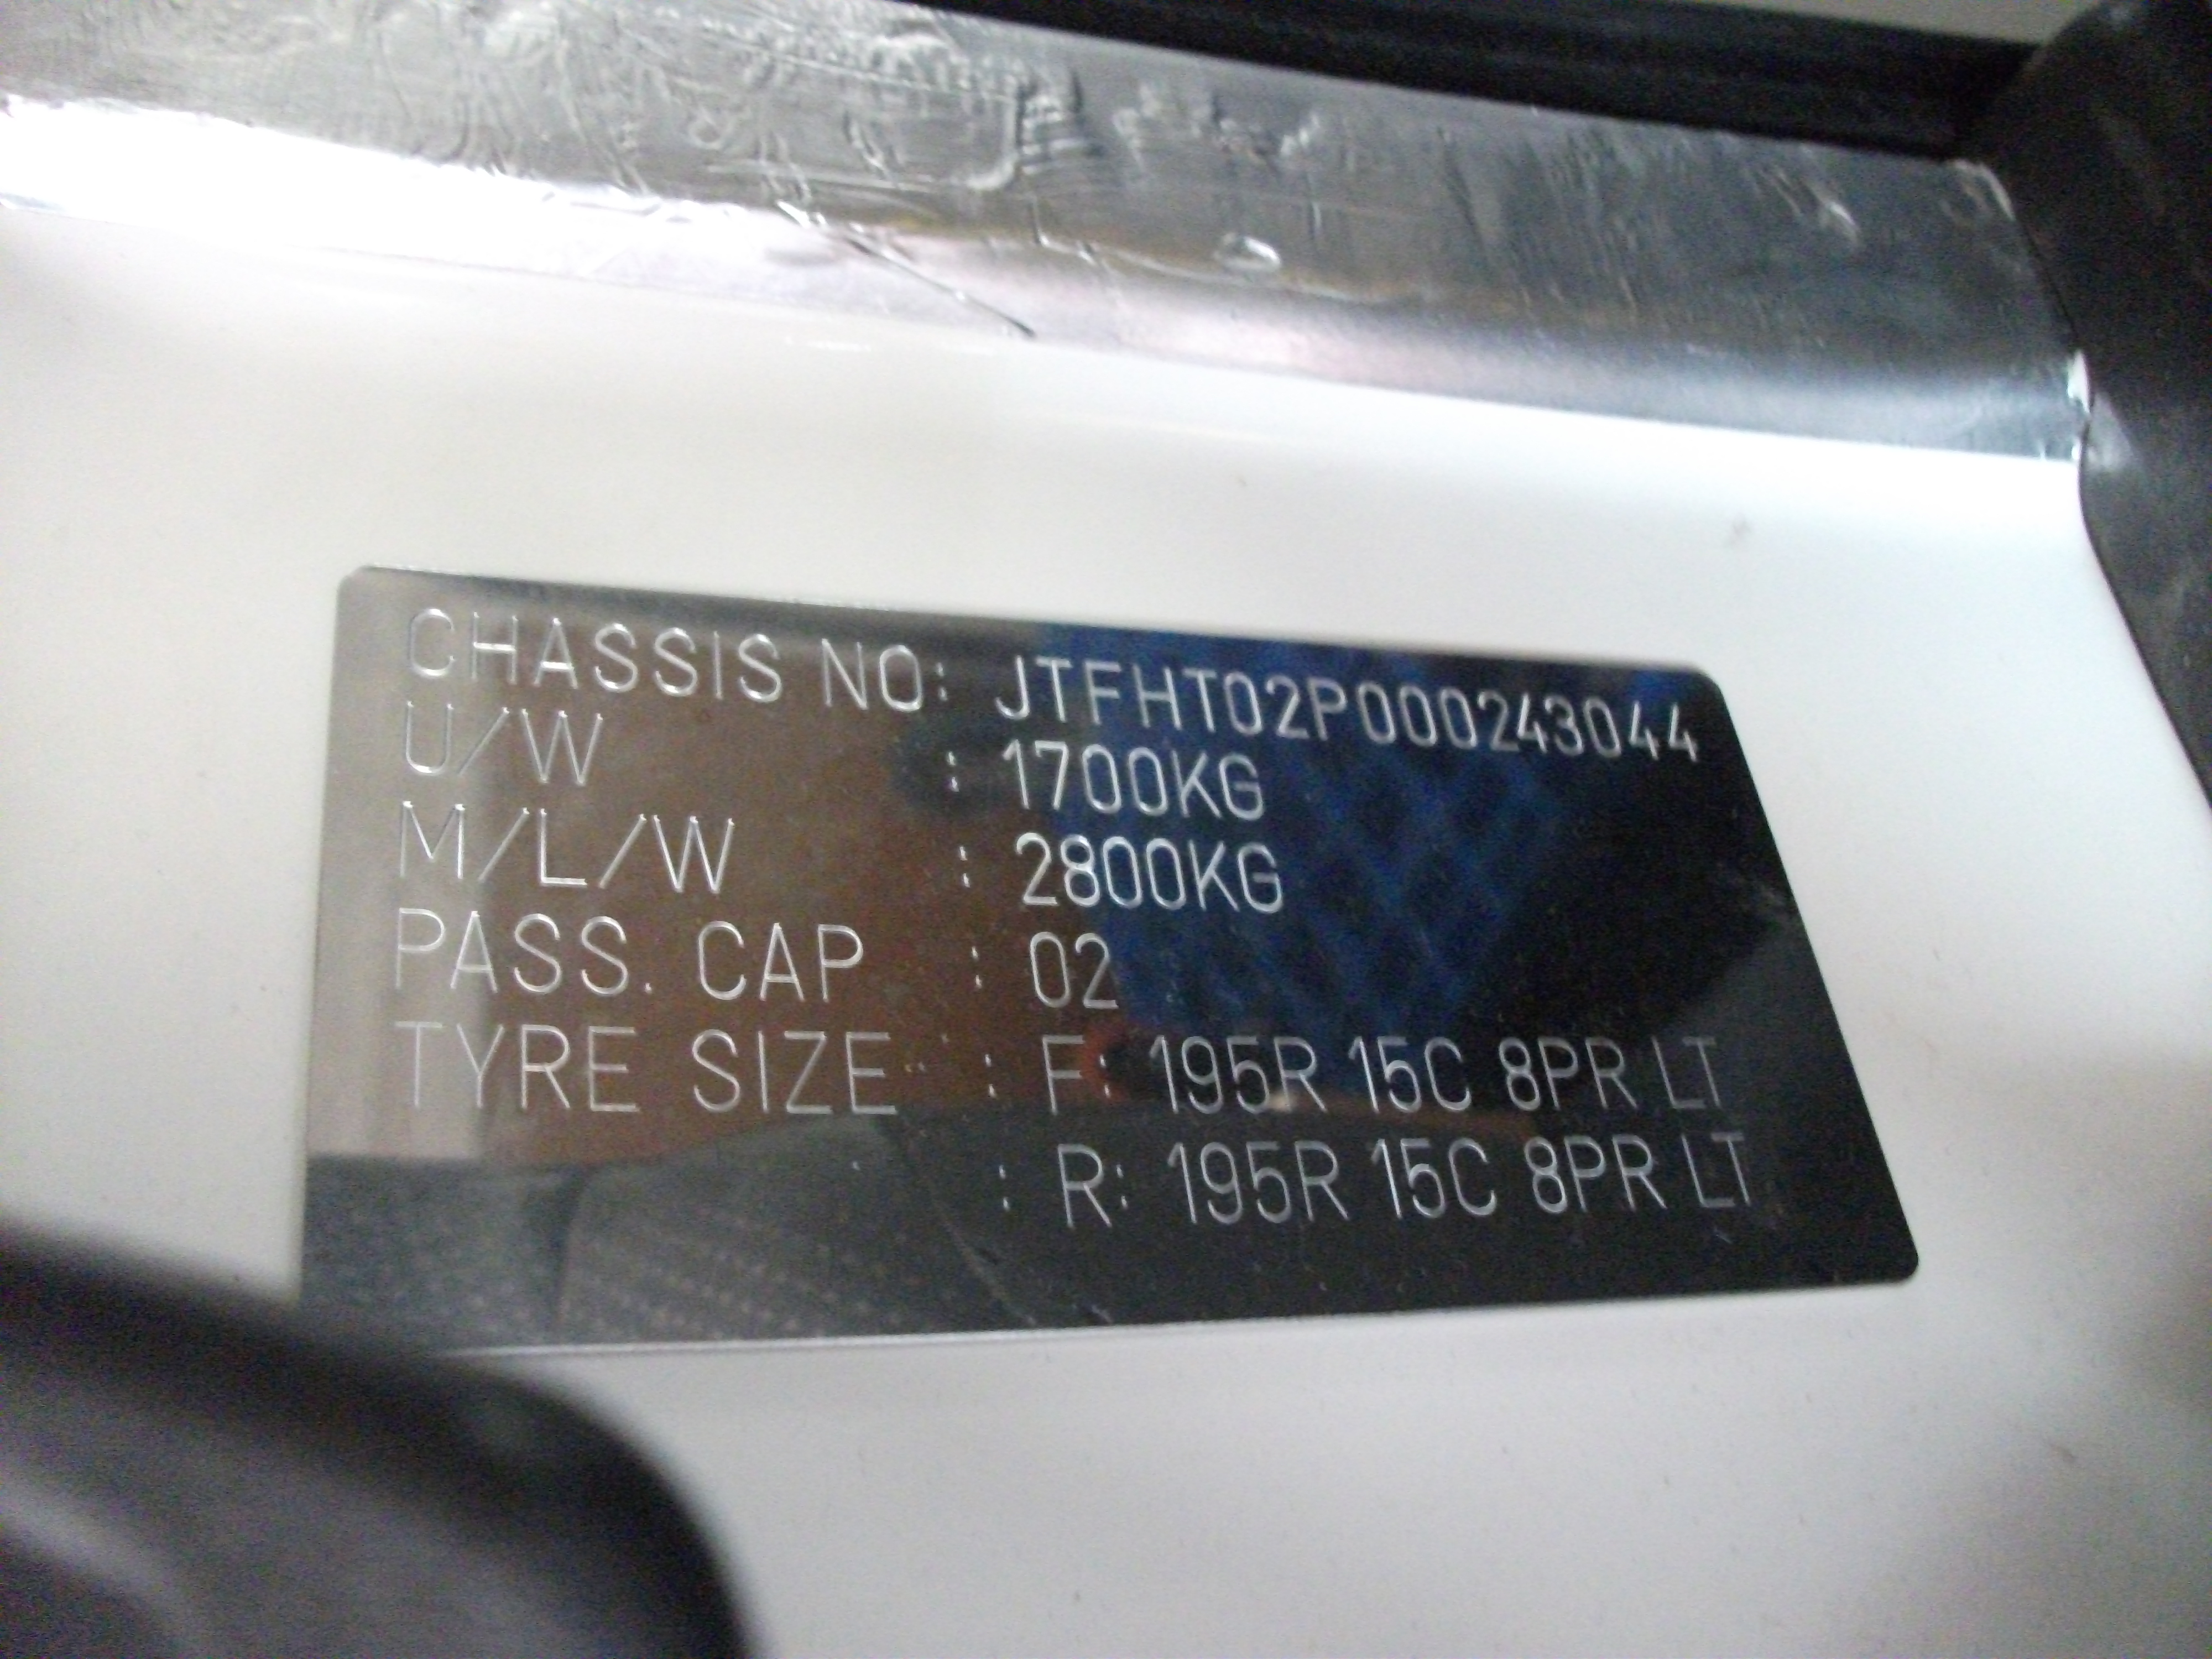 CHASSIS NO: JTFHT02P000243044
U/W : 1700KG
M/L/W : 2800KG
PASS. CAP : 02
TYRE SIZE : F: 195R 15C 8PR LT
: R: 195R 15C 8PR LT